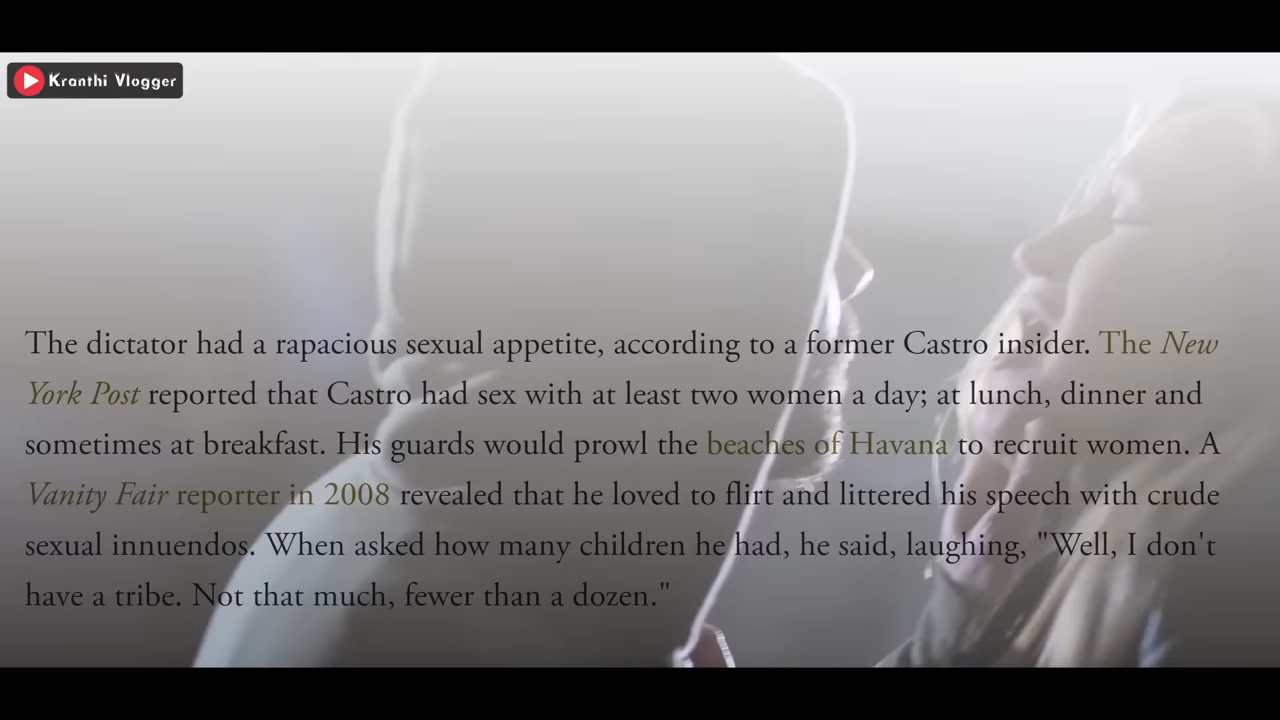 Kranthi Vlogger
The dictator had a rapacious sexual appetite, according to a former Castro insider. The New
York Post reported that Castro had sex with at least two women a day; at lunch, dinner and
sometimes at breakfast. His guards would prowl the beaches of Havana to recruit women. A
Vanity Fair reporter in 2008 revealed that he loved to flirt and littered his speech with crude
sexual innuendos. When asked how many children he had, he said, laughing, "Well, I don't
have a tribe. Not that much, fewer than a dozen."